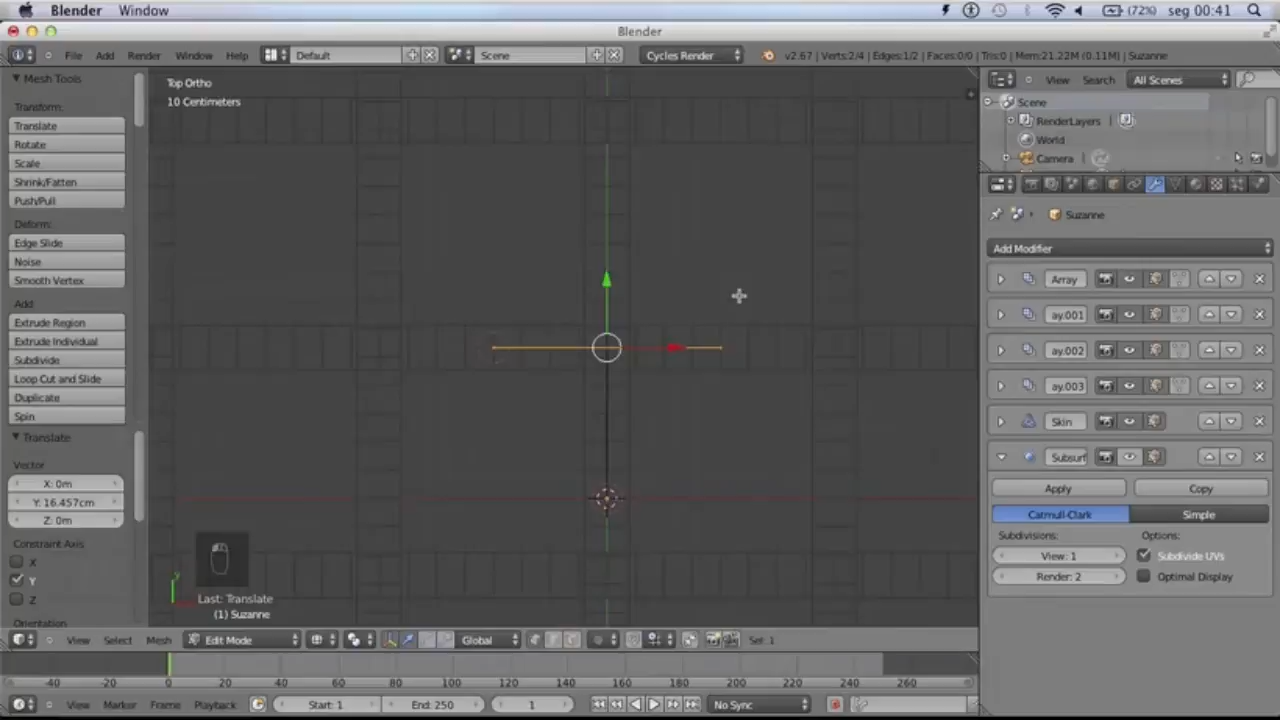 Blender Window (72%) seg 00:41
Blender
File Add Render Window Help Default Scene Cycles Render v2.67 | Verts:2/4 | Edges:1/2 | Faces:0/0 | Tris:0 | Mem:21.22M (0.11M) | Suzanne
Mesh Tools
Transform:
Translate
Rotate
Scale
Shrink/Fatten
Push/Pull
Deform:
Edge Slide
Noise
Smooth Vertex
Add:
Extrude Region
Extrude Individual
Subdivide
Loop Cut and Slide
Duplicate
Spin
Translate
Vector
X: 0m
Y: 16.457cm
Z: 0m
Constraint Axis
X
Y
Z
Orientation
Top Ortho
10 Centimeters
y
Last: Translate
(1) Suzanne
View Select Mesh Edit Mode Global Sel: 1
-40 -20 0 20 40 60 80 100 120 140 160 180 200 220 240 260
View Marker Frame Playback Start: 1 End: 250 1 No Sync
View Search All Scenes
Scene
RenderLayers |
World
Camera
Suzanne
Add Modifier
Array
ay.001
ay.002
ay.003
Skin
Subsurf
Apply Copy
Catmull-Clark Simple
Subdivisions: Options:
View: 1 Subdivide UVs
Render: 2 Optimal Display